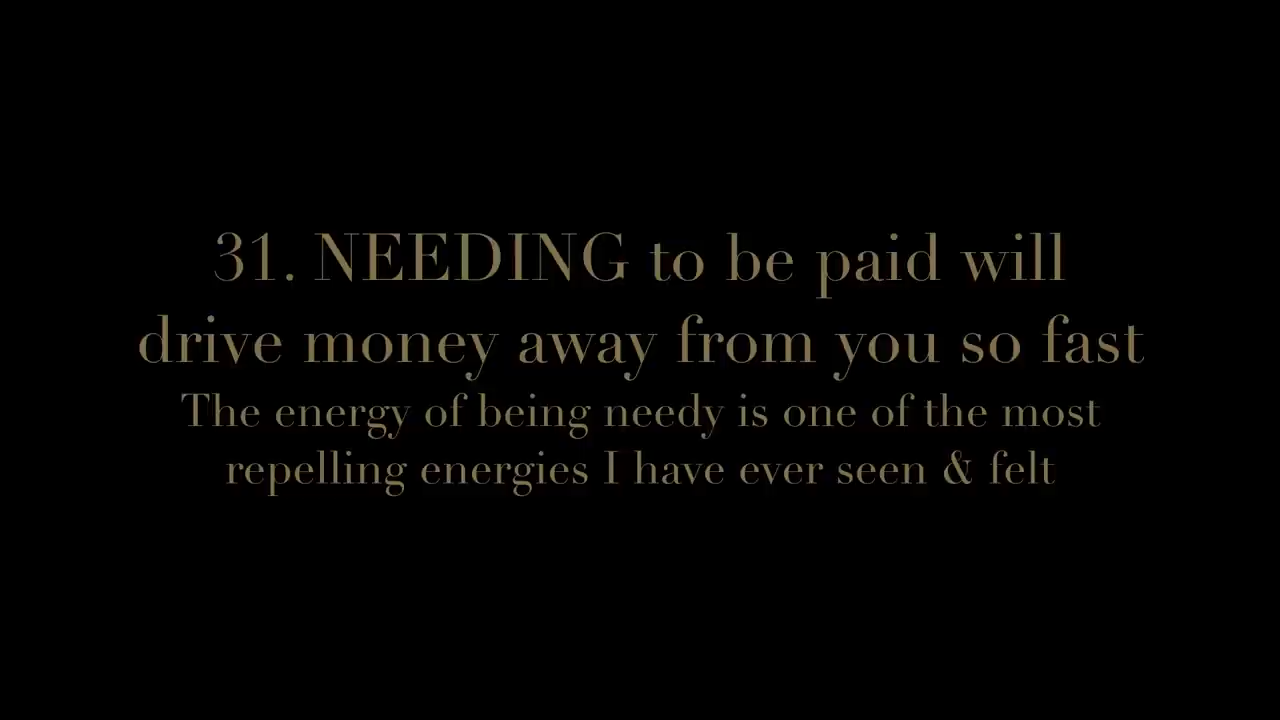 31. NEEDING to be paid will
drive money away from you so fast
The energy of being needy is one of the most
repelling energies I have ever seen & felt